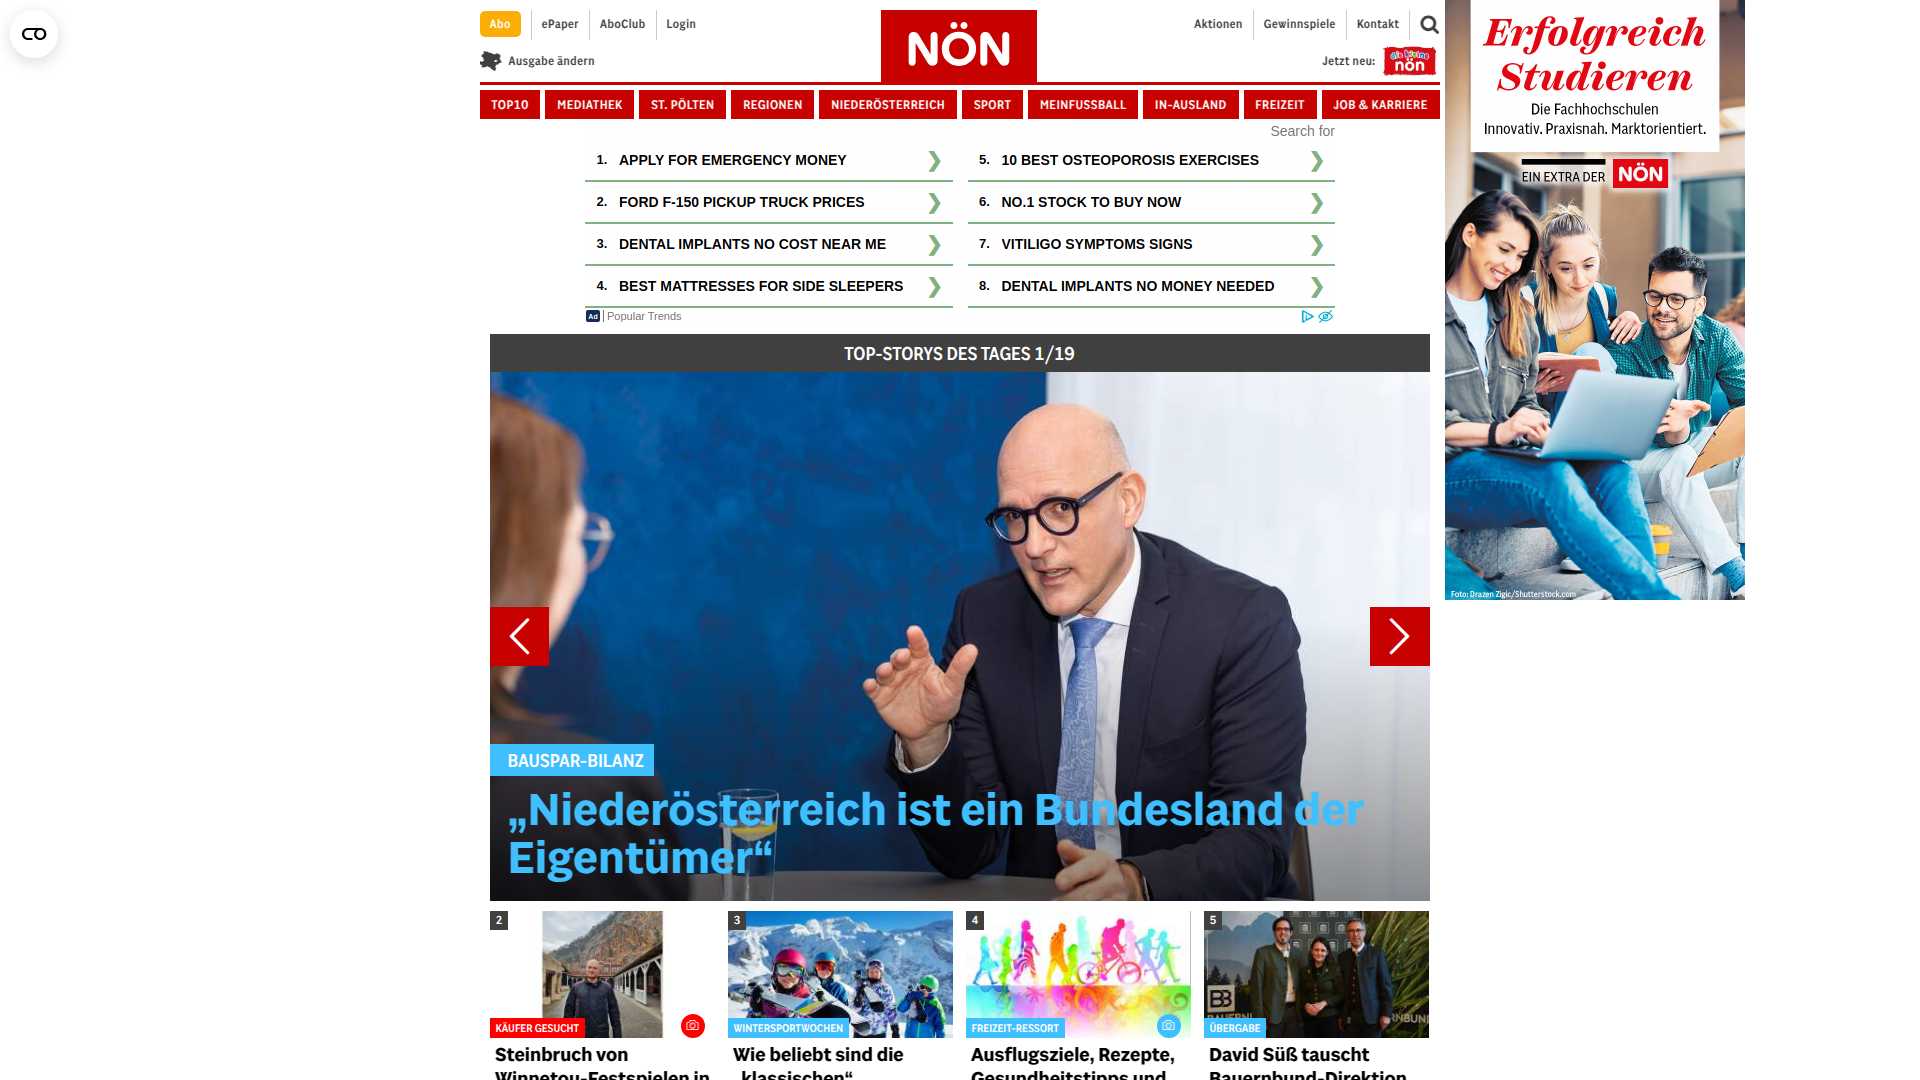 Abo
ePaper
AboClub
Login
NÖN
Aktionen
Gewinnspiele
Kontakt
Ausgabe ändern
Jetzt neu:
die kleine
nön
TOP10
MEDIATHEK
ST. PÖLTEN
REGIONEN
NIEDERÖSTERREICH
SPORT
MEINFUSSBALL
IN-AUSLAND
FREIZEIT
JOB & KARRIERE
Search for
1. APPLY FOR EMERGENCY MONEY
2. FORD F-150 PICKUP TRUCK PRICES
3. DENTAL IMPLANTS NO COST NEAR ME
4. BEST MATTRESSES FOR SIDE SLEEPERS
5. 10 BEST OSTEOPOROSIS EXERCISES
6. NO.1 STOCK TO BUY NOW
7. VITILIGO SYMPTOMS SIGNS
8. DENTAL IMPLANTS NO MONEY NEEDED
Ad | Popular Trends
Erfolgreich
Studieren
Die Fachhochschulen
Innovativ. Praxisnah. Marktorientiert.
EIN EXTRA DER NÖN
Foto: Drazen Zigic/Shutterstock.com
TOP-STORYS DES TAGES 1/19
BAUSPAR-BILANZ
„Niederösterreich ist ein Bundesland der
Eigentümer“
2
KÄUFER GESUCHT
Steinbruch von
Winnetou-Festspielen in
3
WINTERSPORTWOCHEN
Wie beliebt sind die
„klassischen“
4
FREIZEIT-RESSORT
Ausflugsziele, Rezepte,
Gesundheitstipps und
5
ÜBERGABE
David Süß tauscht
Bauernbund-Direktion